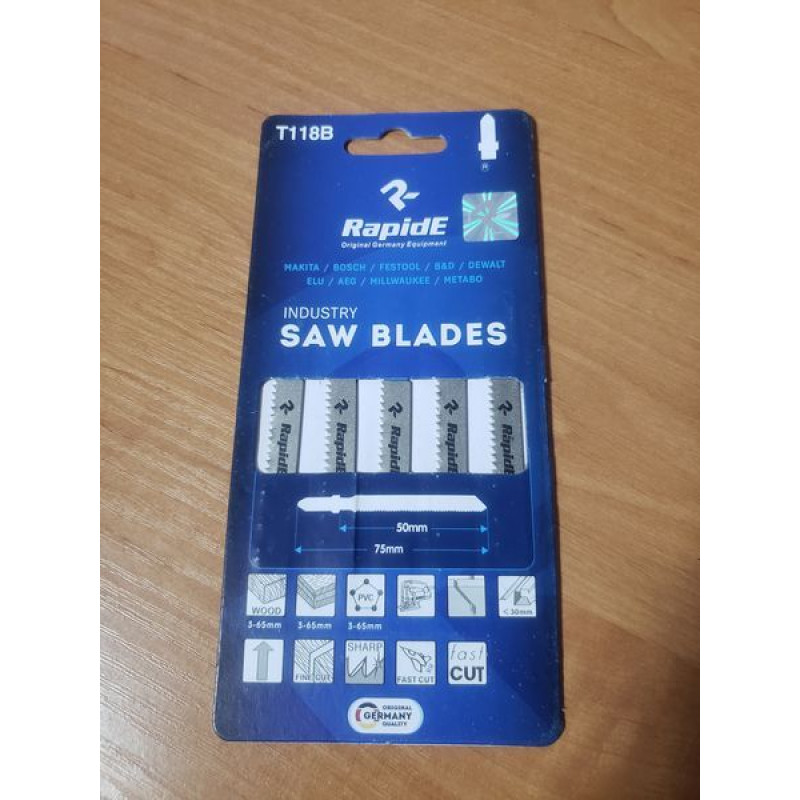 T118B
R
RapidE
Original Germany Equipment
MAKITA / BOSCH / FESTOOL / B&D / DEWALT
ELU / AEG / MILLWAUKEE / METABO
INDUSTRY
SAW BLADES
RapidE RapidE RapidE RapidE RapidE
50mm
75mm
WOOD PVC <30mm
3-65mm 3-65mm 3-65mm
FINE CUT SHARP FAST CUT fast CUT
ORIGINAL
GERMANY
QUALITY